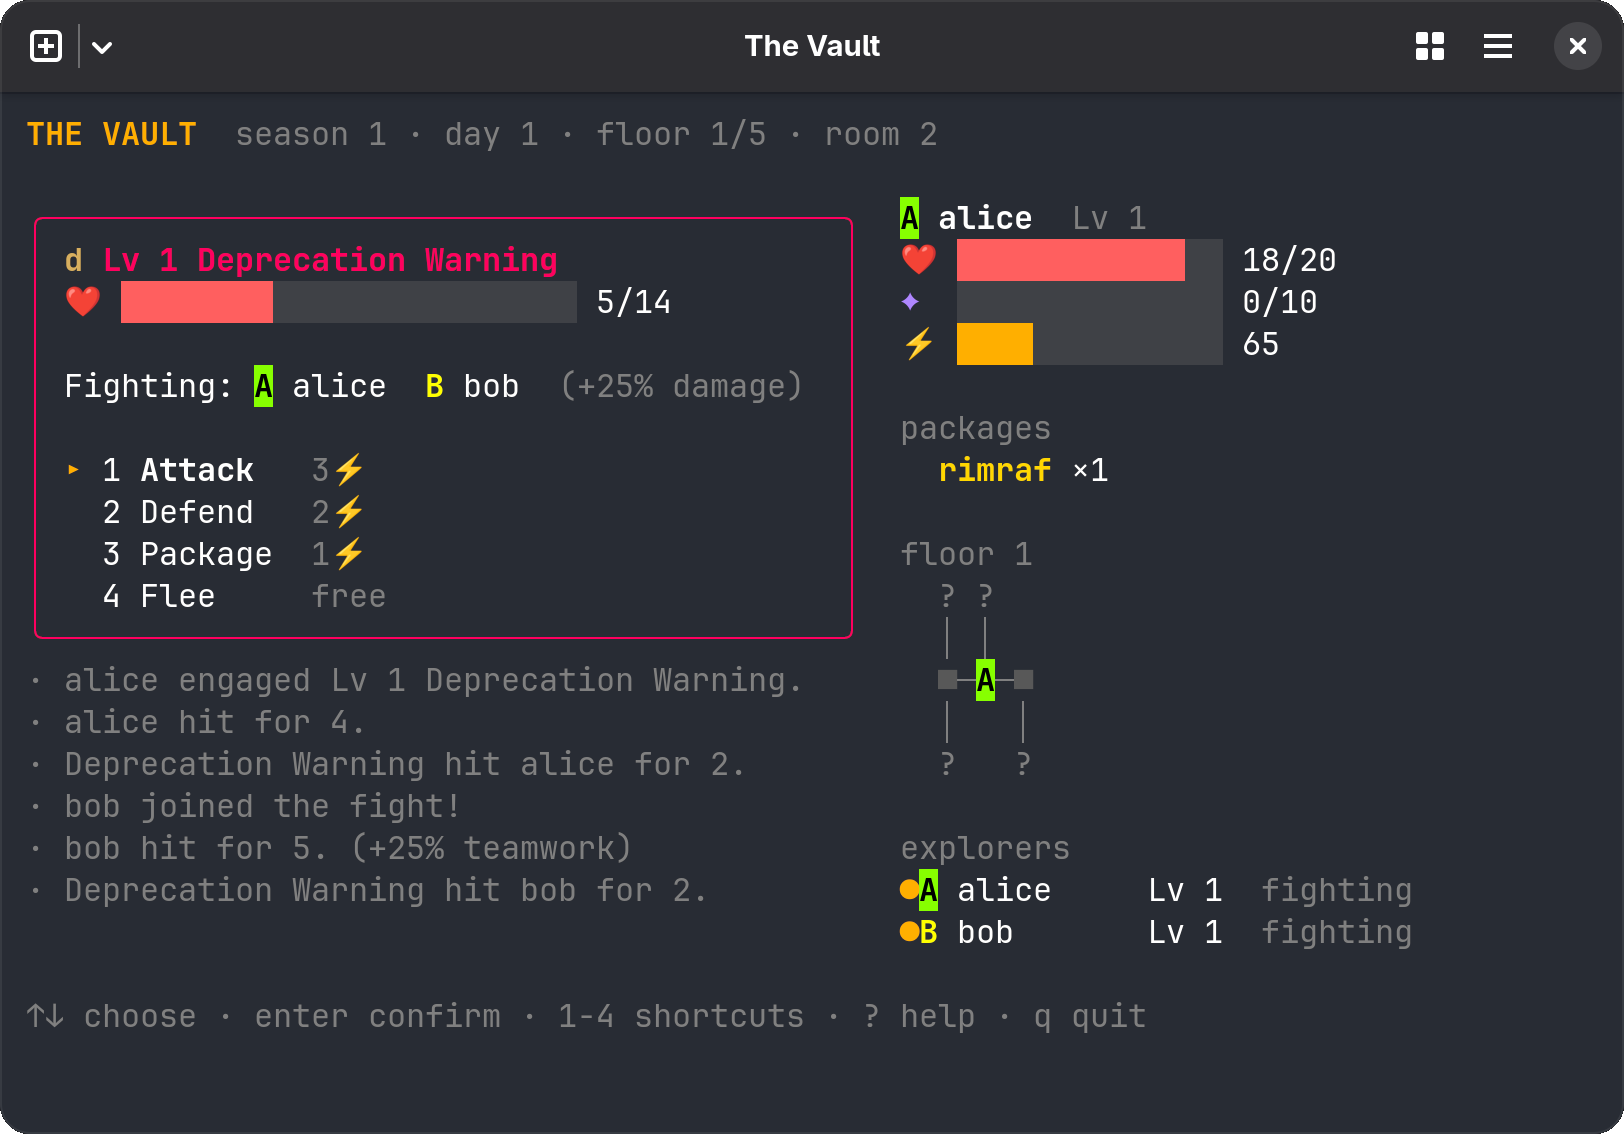 The Vault
THE VAULT season 1 · day 1 · floor 1/5 · room 2
d Lv 1 Deprecation Warning
❤️ 5/14
Fighting: A alice B bob (+25% damage)
▸ 1 Attack 3⚡
2 Defend 2⚡
3 Package 1⚡
4 Flee free
· alice engaged Lv 1 Deprecation Warning.
· alice hit for 4.
· Deprecation Warning hit alice for 2.
· bob joined the fight!
· bob hit for 5. (+25% teamwork)
· Deprecation Warning hit bob for 2.
A alice Lv 1
❤️ 18/20
✦ 0/10
⚡ 65
packages
rimraf ×1
floor 1
? ?
A
? ?
explorers
●A alice Lv 1 fighting
●B bob Lv 1 fighting
↑↓ choose · enter confirm · 1-4 shortcuts · ? help · q quit